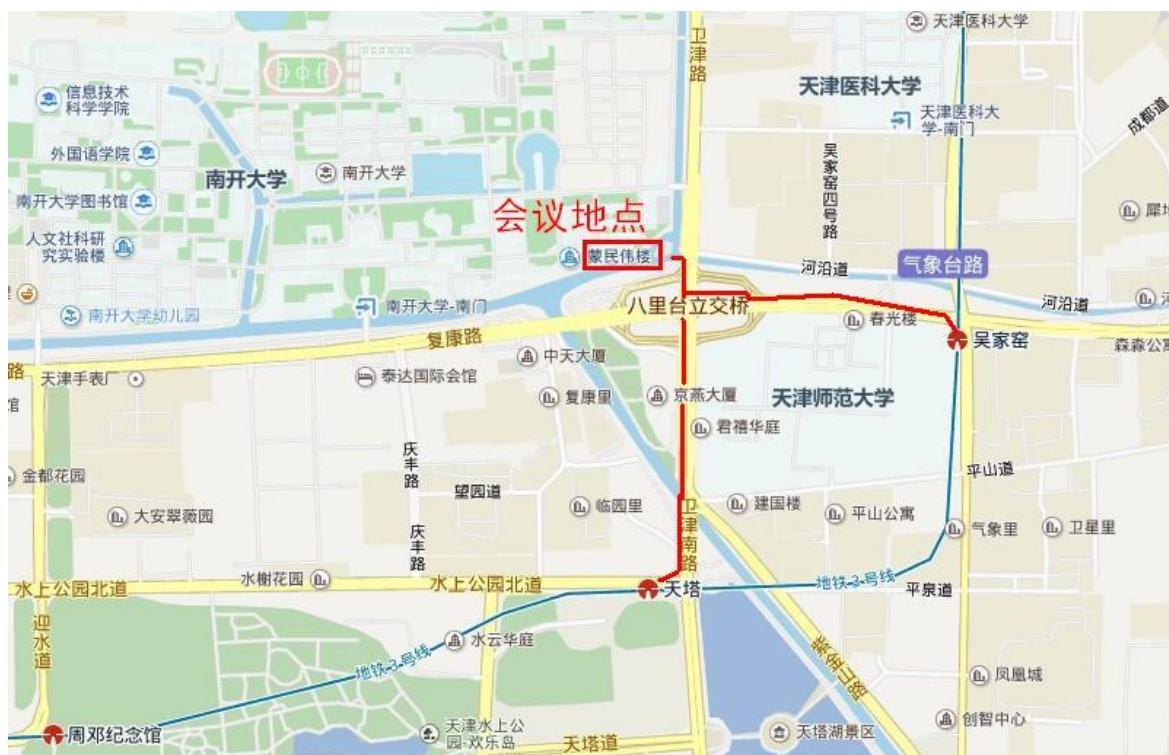 天津医科大学
卫
津
路
天津医科大学
天津医科大
学-南门
成都道
信息技术
科学学院
外国语学院
南开大学
南开大学
吴
家
窑
四
号
路
南开大学图书馆
会议地点
人文社科研
究实验楼
蒙民伟楼
河沿道
气象台路
河沿道
南开大学-南门
南开大学幼儿园
八里台立交桥
春光楼
复康路
吴家窑
森淼公寓
中天大厦
路
天津手表厂
泰达国际会馆
复康里
京燕大厦
天津师范大学
馆
君禧华庭
庆
丰
路
金都花园
望园道
平山道
大安翠薇园
临园里
建国楼
平山公寓
卫
津
南
路
气象里
卫星里
庆
丰
路
水上公园北道
水榭花园
水上公园北道
天塔
地铁3号线
平泉道
迎
水
道
水云华庭
地铁3号线
紫金山路
凤凰城
周邓纪念馆
天津水上公
园-欢乐岛
天塔道
天塔湖景区
创智中心